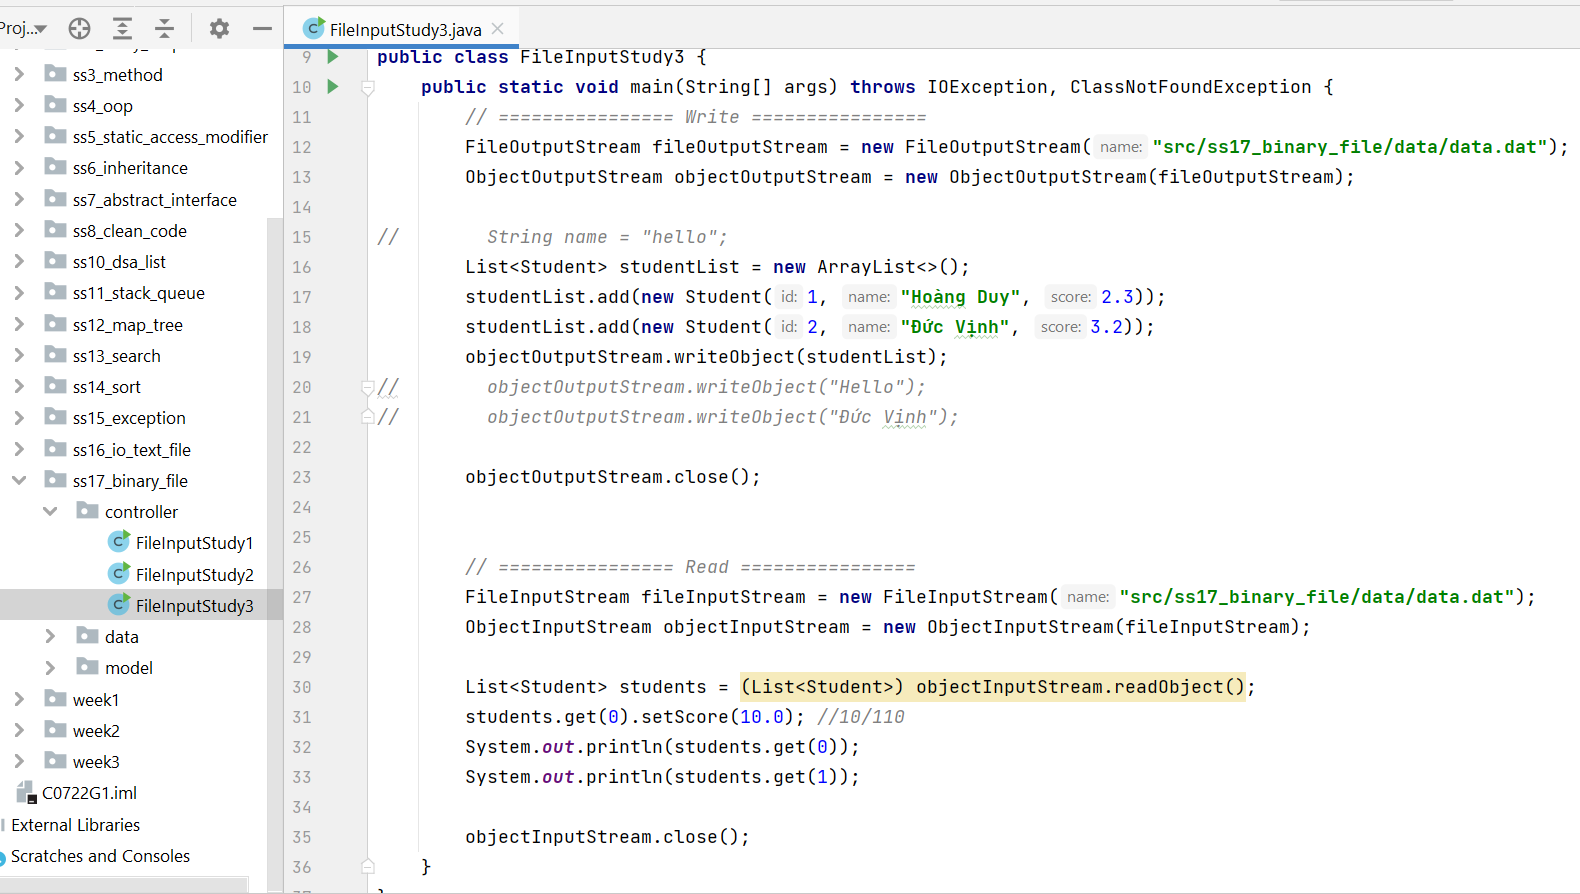 Proj...
FileInputStudy3.java
ss3_method
ss4_oop
ss5_static_access_modifier
ss6_inheritance
ss7_abstract_interface
ss8_clean_code
ss10_dsa_list
ss11_stack_queue
ss12_map_tree
ss13_search
ss14_sort
ss15_exception
ss16_io_text_file
ss17_binary_file
controller
FileInputStudy1
FileInputStudy2
FileInputStudy3
data
model
week1
week2
week3
C0722G1.iml
External Libraries
Scratches and Consoles
9 public class FileInputStudy3 {
10 public static void main(String[] args) throws IOException, ClassNotFoundException {
11 // ================ Write ================
12 FileOutputStream fileOutputStream = new FileOutputStream( name: "src/ss17_binary_file/data/data.dat");
13 ObjectOutputStream objectOutputStream = new ObjectOutputStream(fileOutputStream);
14
15 // String name = "hello";
16 List<Student> studentList = new ArrayList<>();
17 studentList.add(new Student( id: 1, name: "Hoàng Duy", score: 2.3));
18 studentList.add(new Student( id: 2, name: "Đức Vịnh", score: 3.2));
19 objectOutputStream.writeObject(studentList);
20 // objectOutputStream.writeObject("Hello");
21 // objectOutputStream.writeObject("Đức Vịnh");
22
23 objectOutputStream.close();
24
25
26 // ================ Read ================
27 FileInputStream fileInputStream = new FileInputStream( name: "src/ss17_binary_file/data/data.dat");
28 ObjectInputStream objectInputStream = new ObjectInputStream(fileInputStream);
29
30 List<Student> students = (List<Student>) objectInputStream.readObject();
31 students.get(0).setScore(10.0); //10/110
32 System.out.println(students.get(0));
33 System.out.println(students.get(1));
34
35 objectInputStream.close();
36 }